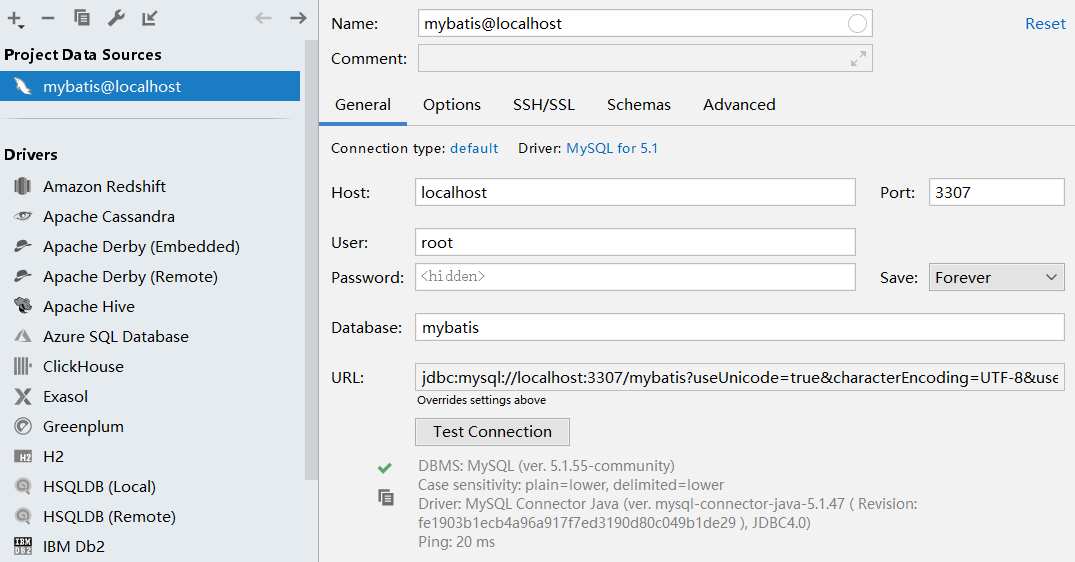 Project Data Sources
mybatis@localhost
Drivers
Amazon Redshift
Apache Cassandra
Apache Derby (Embedded)
Apache Derby (Remote)
Apache Hive
Azure SQL Database
ClickHouse
Exasol
Greenplum
H2
HSQLDB (Local)
HSQLDB (Remote)
IBM Db2
Name: mybatis@localhost Reset
Comment:
General Options SSH/SSL Schemas Advanced
Connection type: default Driver: MySQL for 5.1
Host: localhost Port: 3307
User: root
Password: <hidden> Save: Forever
Database: mybatis
URL: jdbc:mysql://localhost:3307/mybatis?useUnicode=true&characterEncoding=UTF-8&use
Overrides settings above
Test Connection
DBMS: MySQL (ver. 5.1.55-community)
Case sensitivity: plain=lower, delimited=lower
Driver: MySQL Connector Java (ver. mysql-connector-java-5.1.47 ( Revision:
fe1903b1ecb4a96a917f7ed3190d80c049b1de29 ), JDBC4.0)
Ping: 20 ms